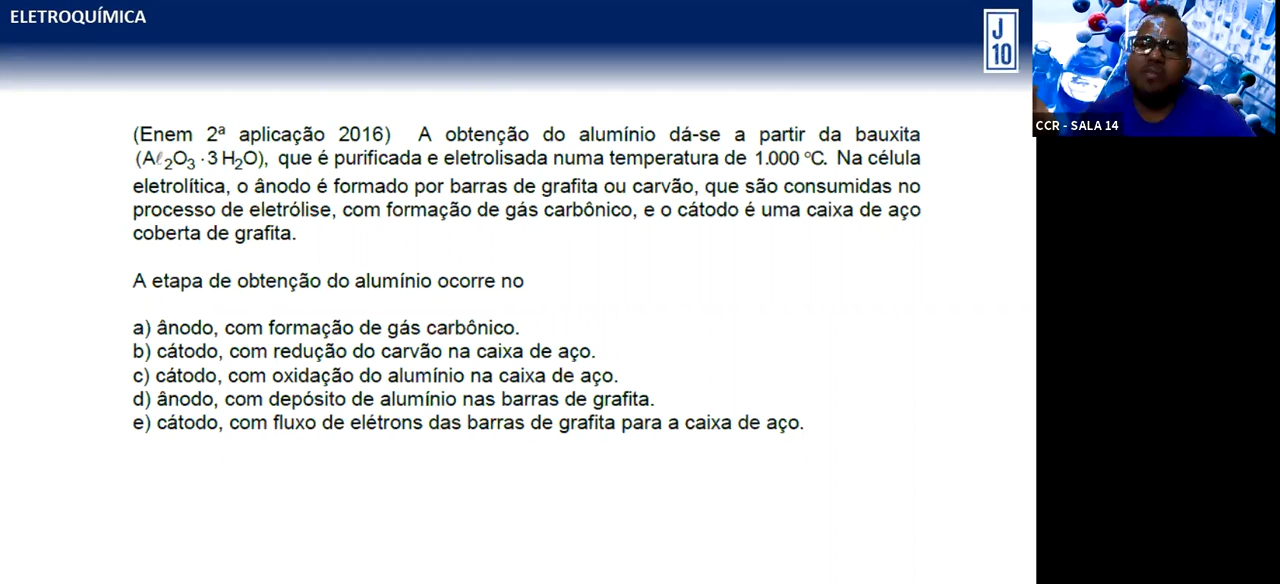 ELETROQUÍMICA
J
10
CCR - SALA 14
(Enem 2ª aplicação 2016) A obtenção do alumínio dá-se a partir da bauxita
(Aℓ₂O₃ · 3 H₂O), que é purificada e eletrolisada numa temperatura de 1.000 ºC. Na célula
eletrolítica, o ânodo é formado por barras de grafita ou carvão, que são consumidas no
processo de eletrólise, com formação de gás carbônico, e o cátodo é uma caixa de aço
coberta de grafita.
A etapa de obtenção do alumínio ocorre no
a) ânodo, com formação de gás carbônico.
b) cátodo, com redução do carvão na caixa de aço.
c) cátodo, com oxidação do alumínio na caixa de aço.
d) ânodo, com depósito de alumínio nas barras de grafita.
e) cátodo, com fluxo de elétrons das barras de grafita para a caixa de aço.